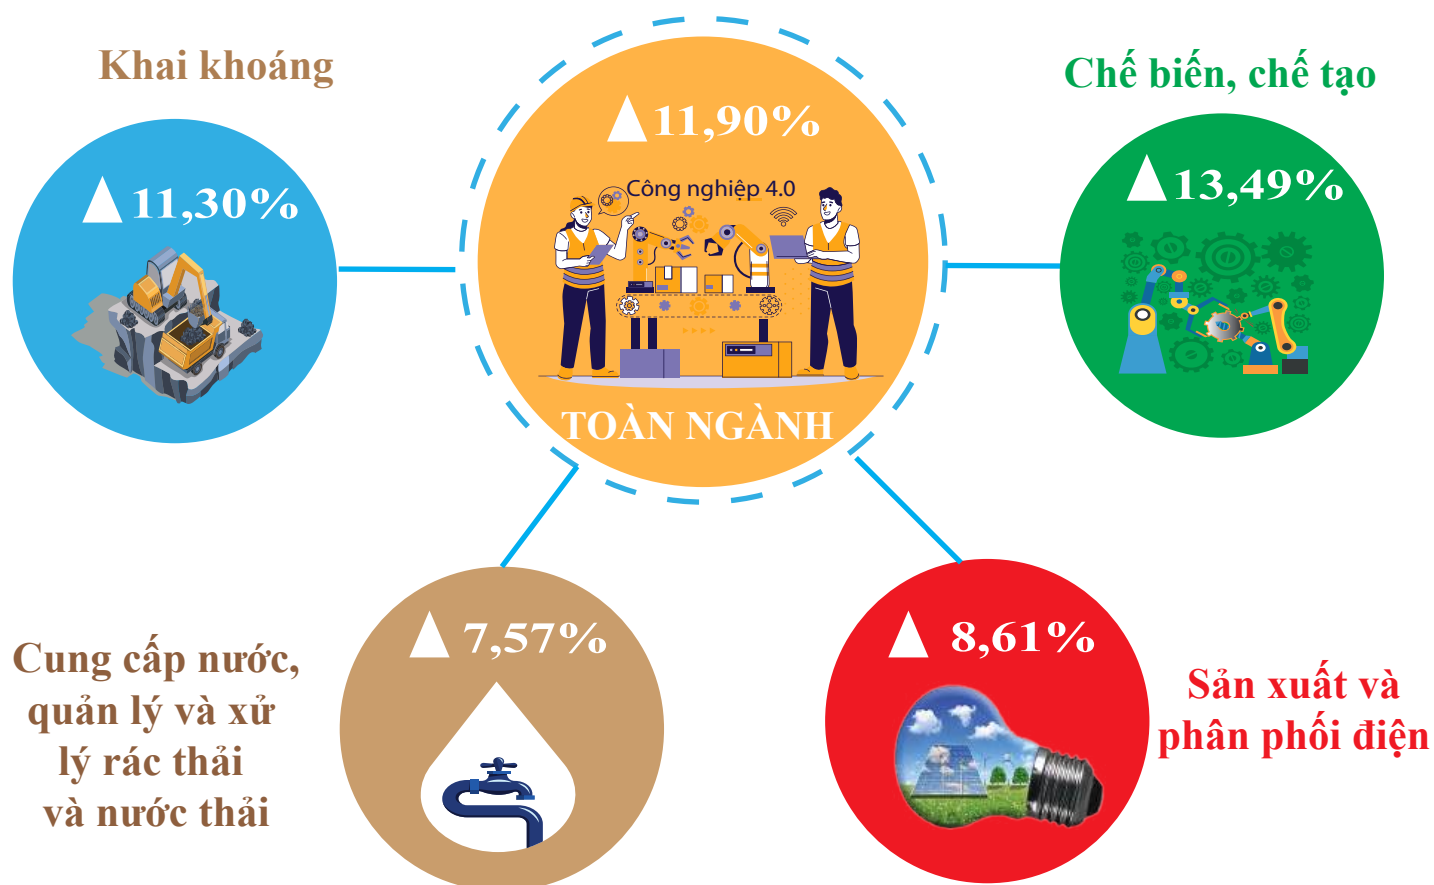 Khai khoáng
▲11,30%
▲11,90%
Công nghiệp 4.0
TOÀN NGÀNH
Chế biến, chế tạo
▲13,49%
Cung cấp nước,
quản lý và xử
lý rác thải
và nước thải
▲ 7,57%
▲ 8,61%
Sản xuất và
phân phối điện